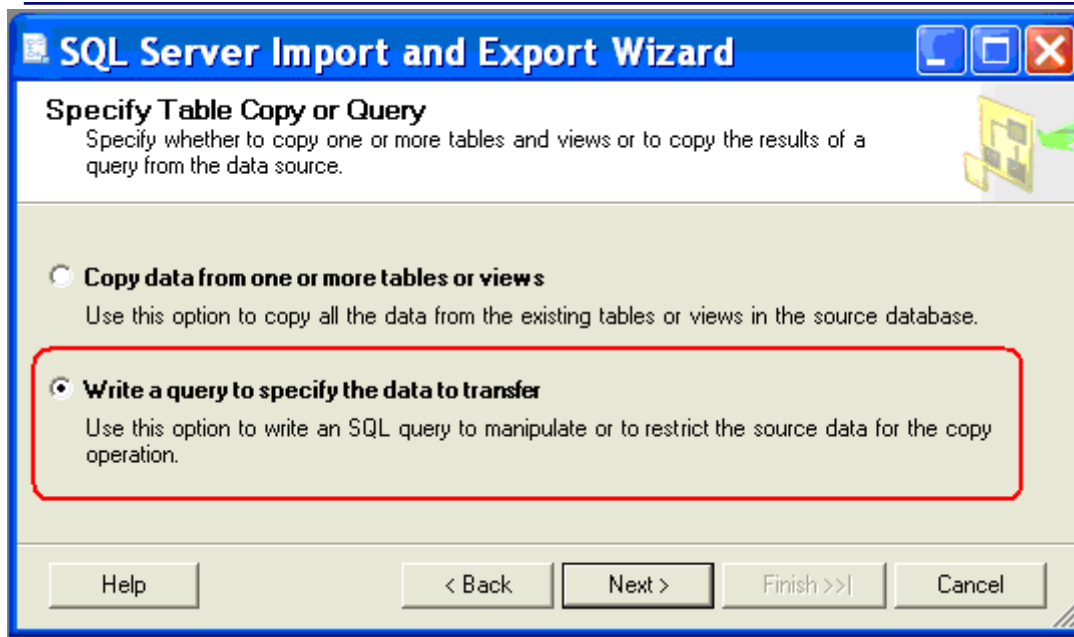 SQL Server Import and Export Wizard
Specify Table Copy or Query
Specify whether to copy one or more tables and views or to copy the results of a
query from the data source.
Copy data from one or more tables or views
Use this option to copy all the data from the existing tables or views in the source database.
Write a query to specify the data to transfer
Use this option to write an SQL query to manipulate or to restrict the source data for the copy
operation.
Help < Back Next > Finish >>| Cancel